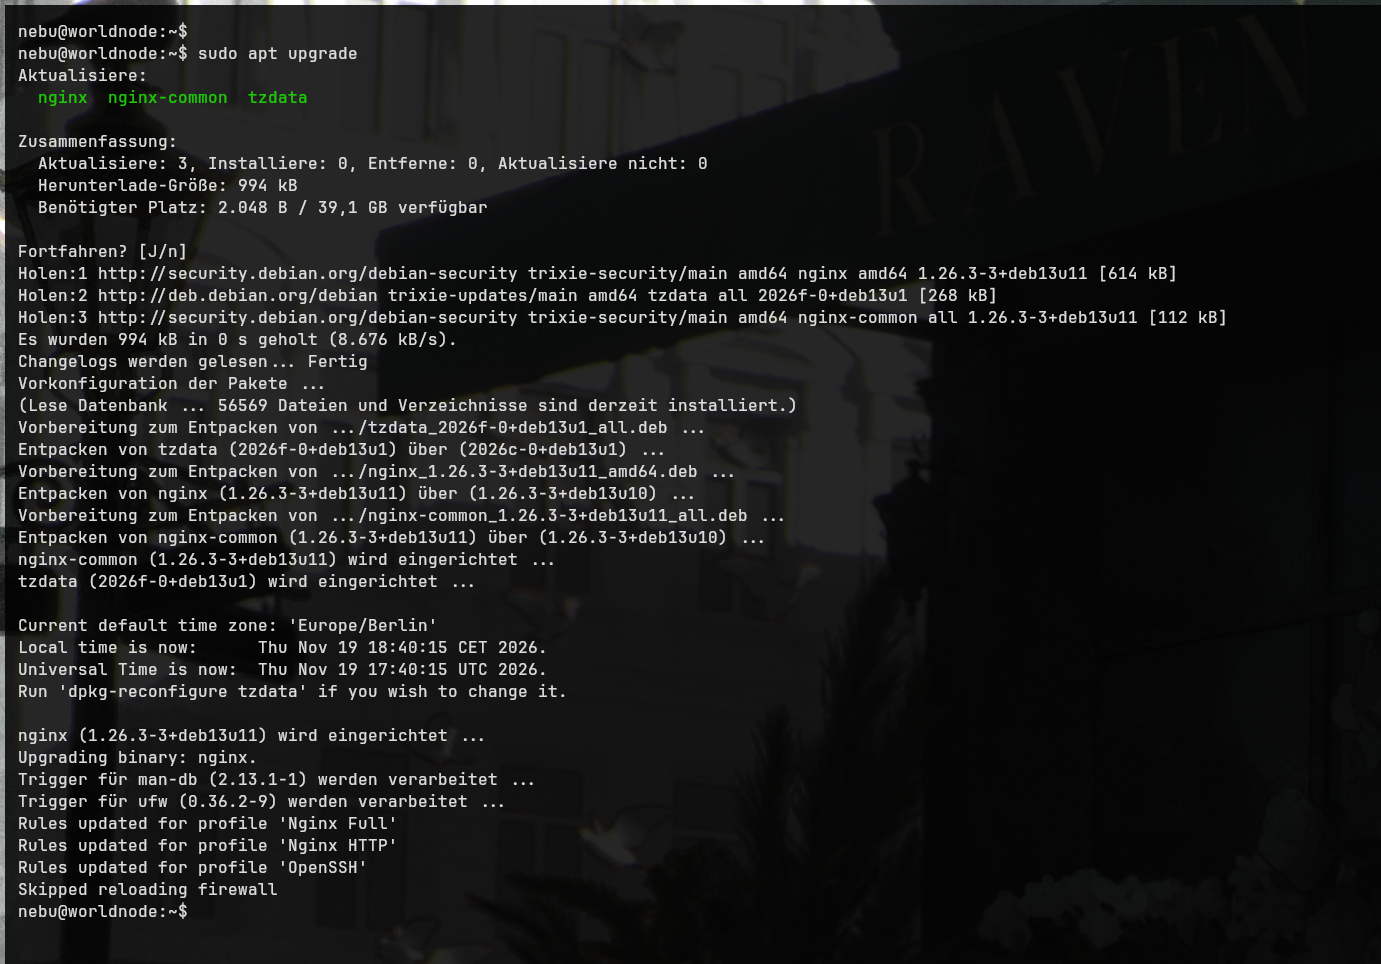 nebu@worldnode:~$
nebu@worldnode:~$ sudo apt upgrade
Aktualisiere:
  nginx  nginx-common  tzdata

Zusammenfassung:
  Aktualisiere: 3, Installiere: 0, Entferne: 0, Aktualisiere nicht: 0
  Herunterlade-Größe: 994 kB
  Benötigter Platz: 2.048 B / 39,1 GB verfügbar

Fortfahren? [J/n]
Holen:1 http://security.debian.org/debian-security trixie-security/main amd64 nginx amd64 1.26.3-3+deb13u11 [614 kB]
Holen:2 http://deb.debian.org/debian trixie-updates/main amd64 tzdata all 2026f-0+deb13u1 [268 kB]
Holen:3 http://security.debian.org/debian-security trixie-security/main amd64 nginx-common all 1.26.3-3+deb13u11 [112 kB]
Es wurden 994 kB in 0 s geholt (8.676 kB/s).
Changelogs werden gelesen... Fertig
Vorkonfiguration der Pakete ...
(Lese Datenbank ... 56569 Dateien und Verzeichnisse sind derzeit installiert.)
Vorbereitung zum Entpacken von .../tzdata_2026f-0+deb13u1_all.deb ...
Entpacken von tzdata (2026f-0+deb13u1) über (2026c-0+deb13u1) ...
Vorbereitung zum Entpacken von .../nginx_1.26.3-3+deb13u11_amd64.deb ...
Entpacken von nginx (1.26.3-3+deb13u11) über (1.26.3-3+deb13u10) ...
Vorbereitung zum Entpacken von .../nginx-common_1.26.3-3+deb13u11_all.deb ...
Entpacken von nginx-common (1.26.3-3+deb13u11) über (1.26.3-3+deb13u10) ...
nginx-common (1.26.3-3+deb13u11) wird eingerichtet ...
tzdata (2026f-0+deb13u1) wird eingerichtet ...

Current default time zone: 'Europe/Berlin'
Local time is now:      Thu Nov 19 18:40:15 CET 2026.
Universal Time is now:  Thu Nov 19 17:40:15 UTC 2026.
Run 'dpkg-reconfigure tzdata' if you wish to change it.

nginx (1.26.3-3+deb13u11) wird eingerichtet ...
Upgrading binary: nginx.
Trigger für man-db (2.13.1-1) werden verarbeitet ...
Trigger für ufw (0.36.2-9) werden verarbeitet ...
Rules updated for profile 'Nginx Full'
Rules updated for profile 'Nginx HTTP'
Rules updated for profile 'OpenSSH'
Skipped reloading firewall
nebu@worldnode:~$
RAVEN